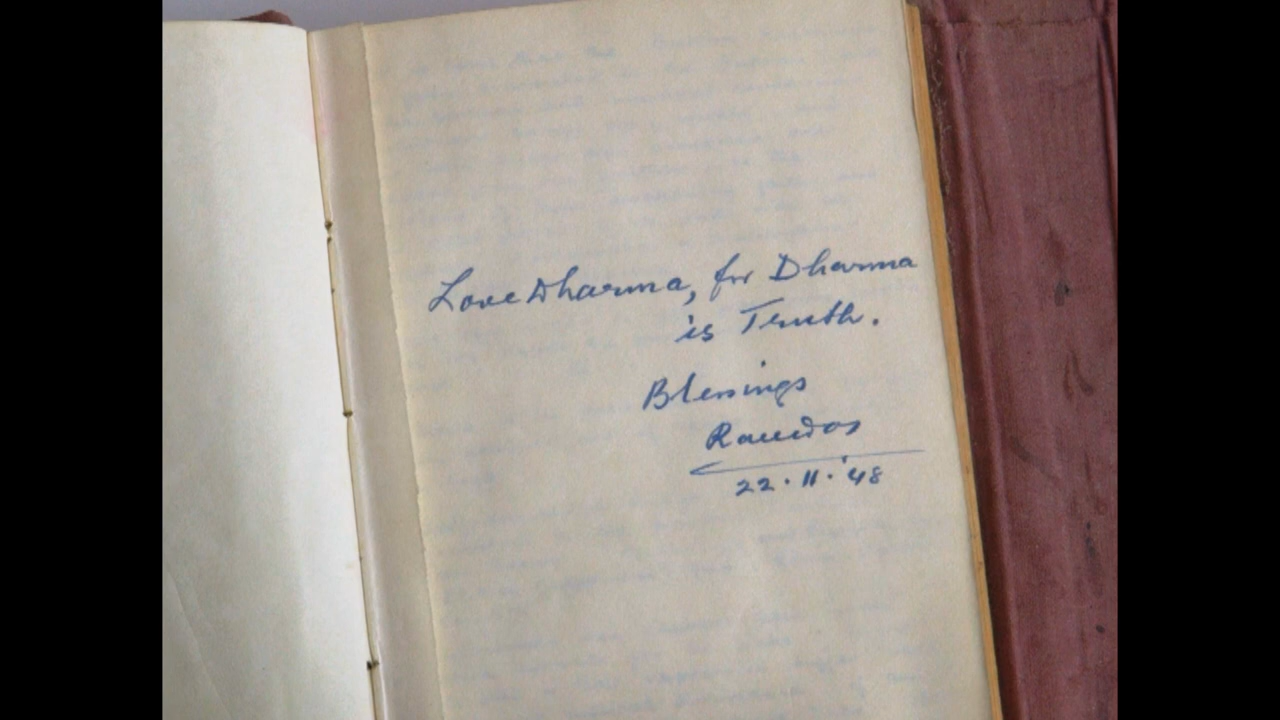 Love Dharma, for Dharma
is Truth.
Blessings
Ramdas
22.11.'48